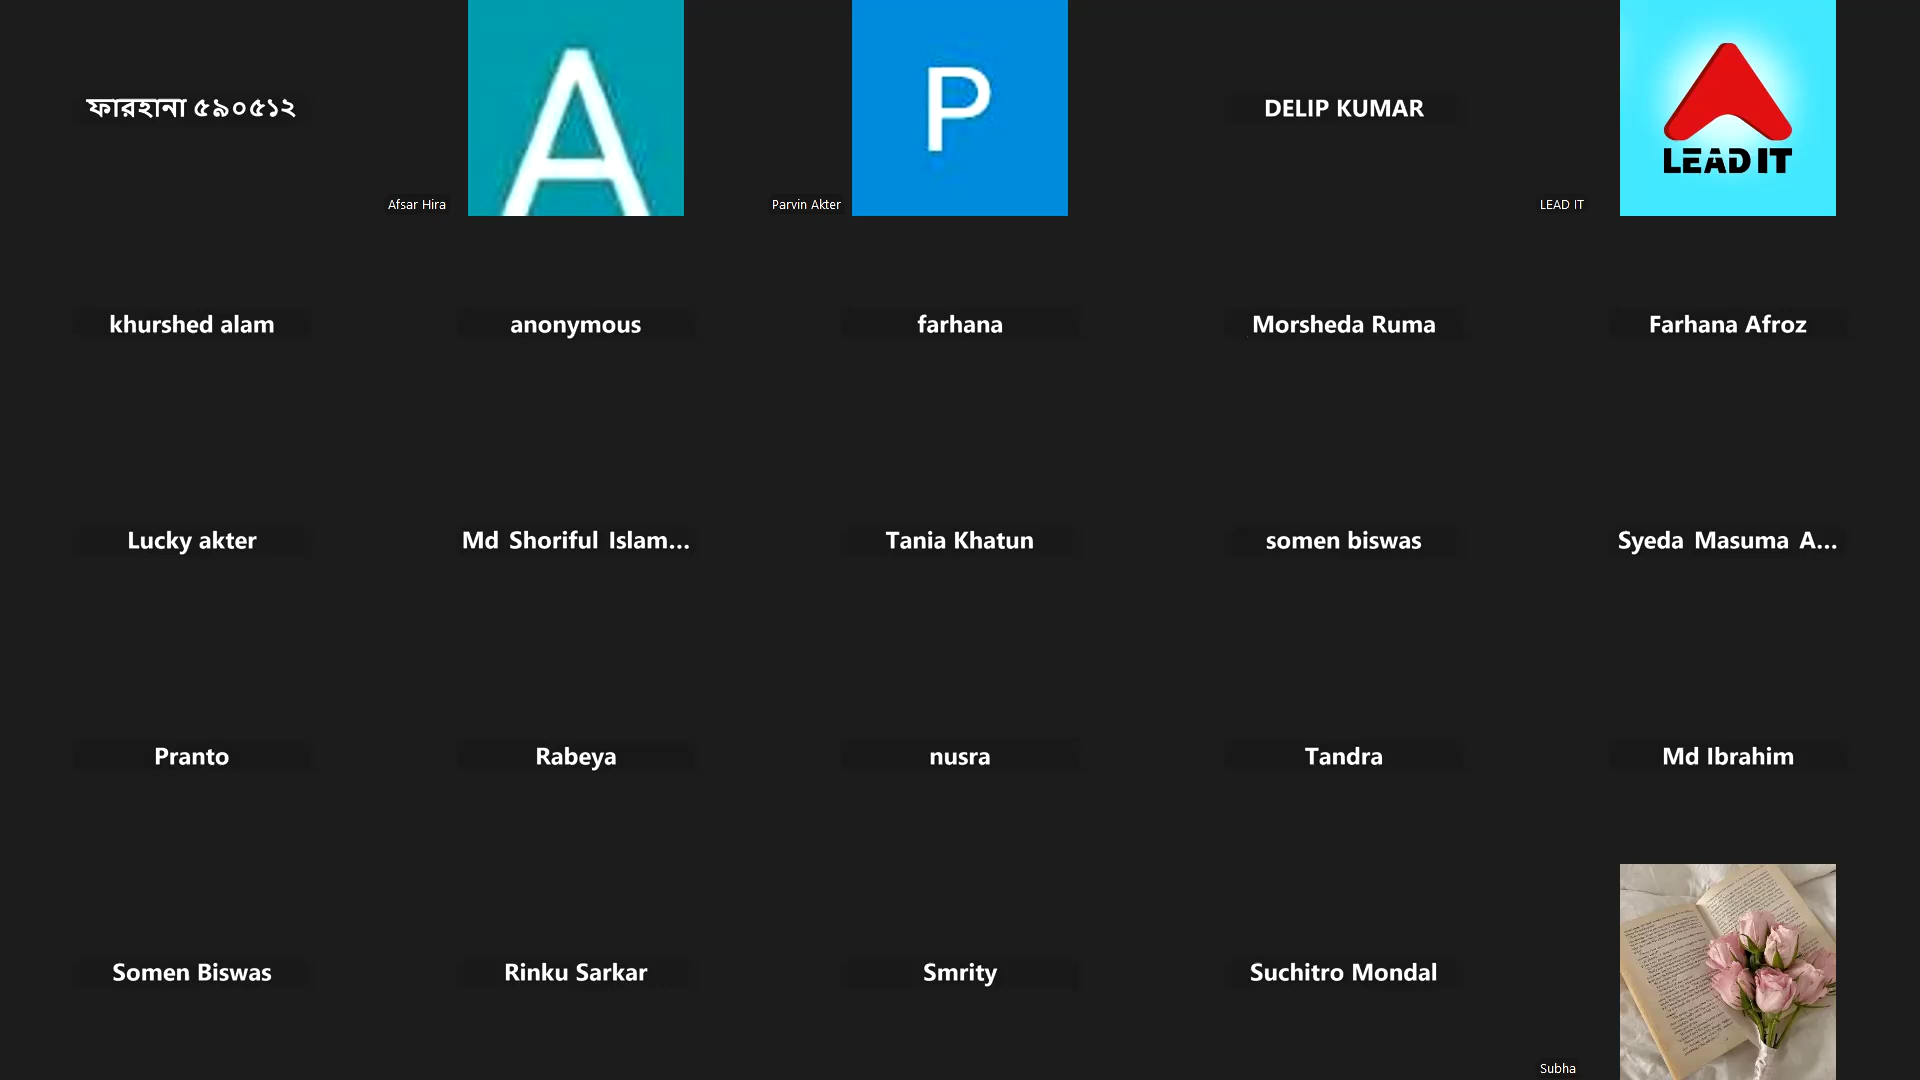 ফারহানা ৫৯০৫১২
A
Afsar Hira
P
Parvin Akter
DELIP KUMAR
LEAD IT
LEAD IT
khurshed alam
anonymous
farhana
Morsheda Ruma
Farhana Afroz
Lucky akter
Md Shoriful Islam...
Tania Khatun
somen biswas
Syeda Masuma A...
Pranto
Rabeya
nusra
Tandra
Md Ibrahim
Somen Biswas
Rinku Sarkar
Smrity
Suchitro Mondal
Subha